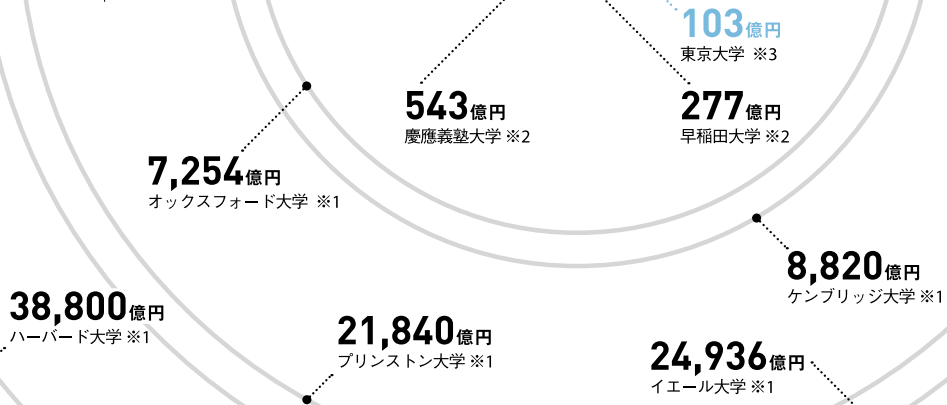 103億円
東京大学 ※3
543億円
慶應義塾大学 ※2
277億円
早稲田大学 ※2
7,254億円
オックスフォード大学 ※1
8,820億円
ケンブリッジ大学 ※1
38,800億円
ハーバード大学 ※1
21,840億円
プリンストン大学 ※1
24,936億円
イエール大学 ※1